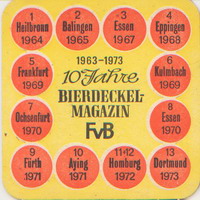 1
Heilbronn
1964
2
Balingen
1965
3
Essen
1967
4
Eppingen
1968
1963-1973
10 Jahre
BIERDECKEL-
MAGAZIN
FvB
5
Frankfurt
1969
6
Kulmbach
1969
7
Ochsenfurt
1970
8
Essen
1970
9
Fürth
1971
10
Aying
1971
11+12
Homburg
1972
13
Dortmund
1973